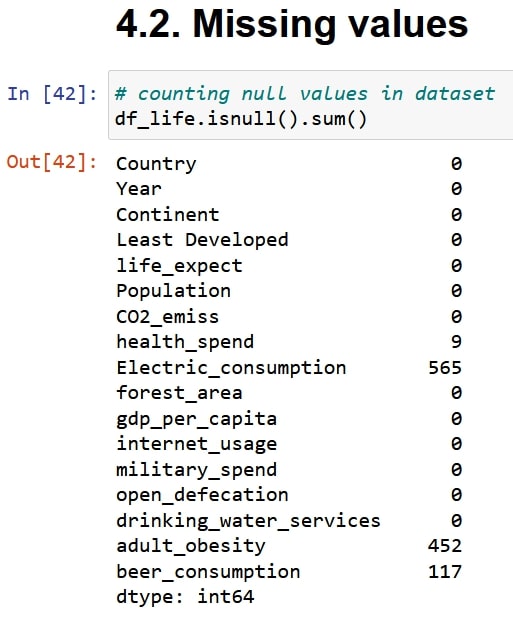 4.2. Missing values
In [42]: # counting null values in dataset
df_life.isnull().sum()
Out[42]: Country 0
Year 0
Continent 0
Least Developed 0
life_expect 0
Population 0
CO2_emiss 0
health_spend 9
Electric_consumption 565
forest_area 0
gdp_per_capita 0
internet_usage 0
military_spend 0
open_defecation 0
drinking_water_services 0
adult_obesity 452
beer_consumption 117
dtype: int64